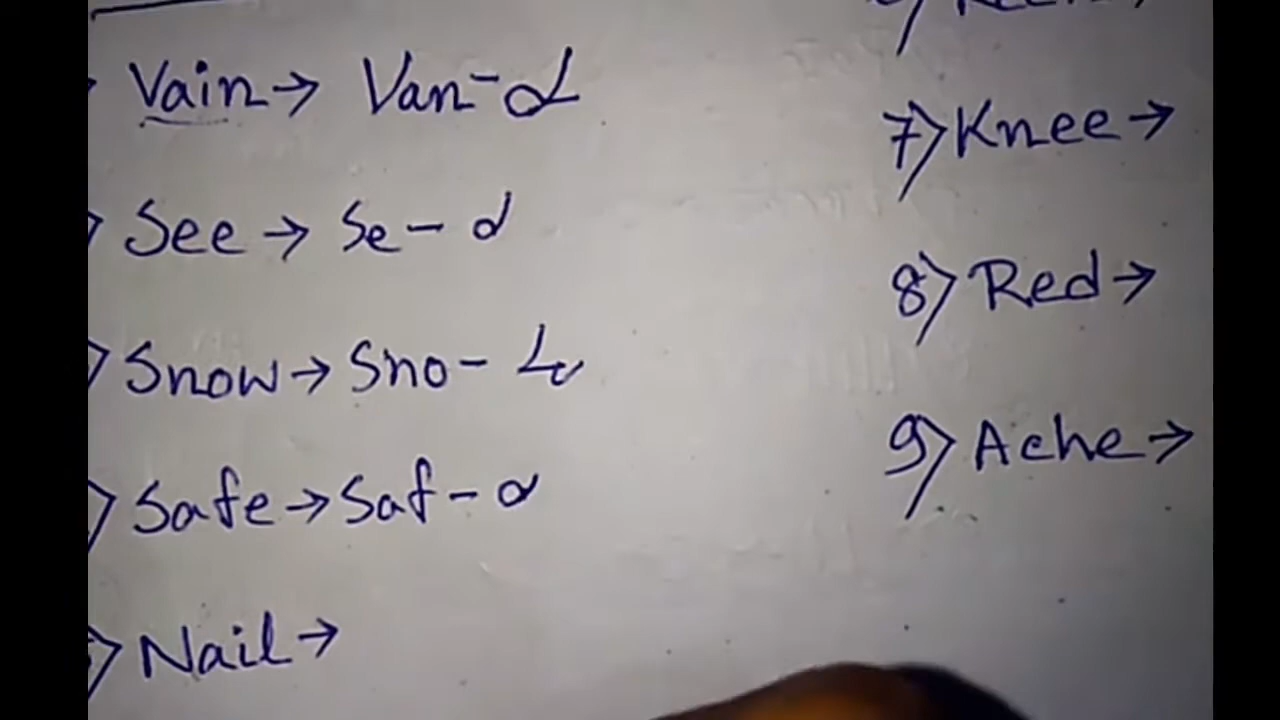 Vain → Van-
See → Se-
Snow → Sno-
Safe → Saf-
Nail →
7) Knee →
8) Red →
9) Ache →